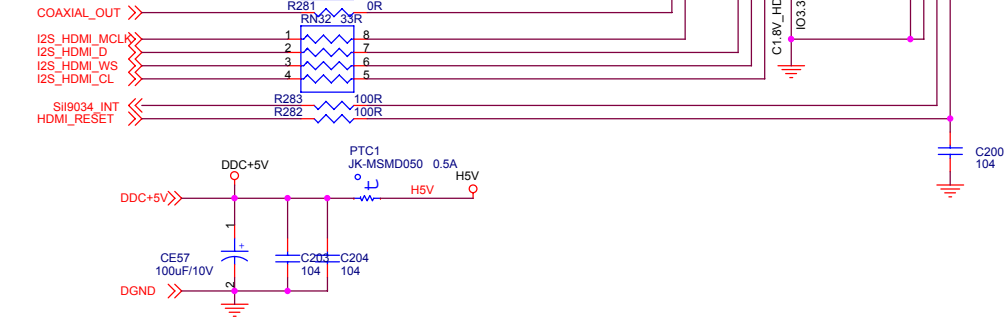 COAXIAL_OUT
R281
0R
RN32 33R
I2S_HDMI_MCLK
1
8
I2S_HDMI_D
2
7
I2S_HDMI_WS
3
6
I2S_HDMI_CL
4
5
C1.8V_HD
IO3.3
SiI9034_INT
R283
100R
HDMI_RESET
R282
100R
C200
104
PTC1
JK-MSMD050 0.5A
DDC+5V
H5V
DDC+5V
H5V
1
+
CE57
100uF/10V
C203
104
C204
104
2
DGND